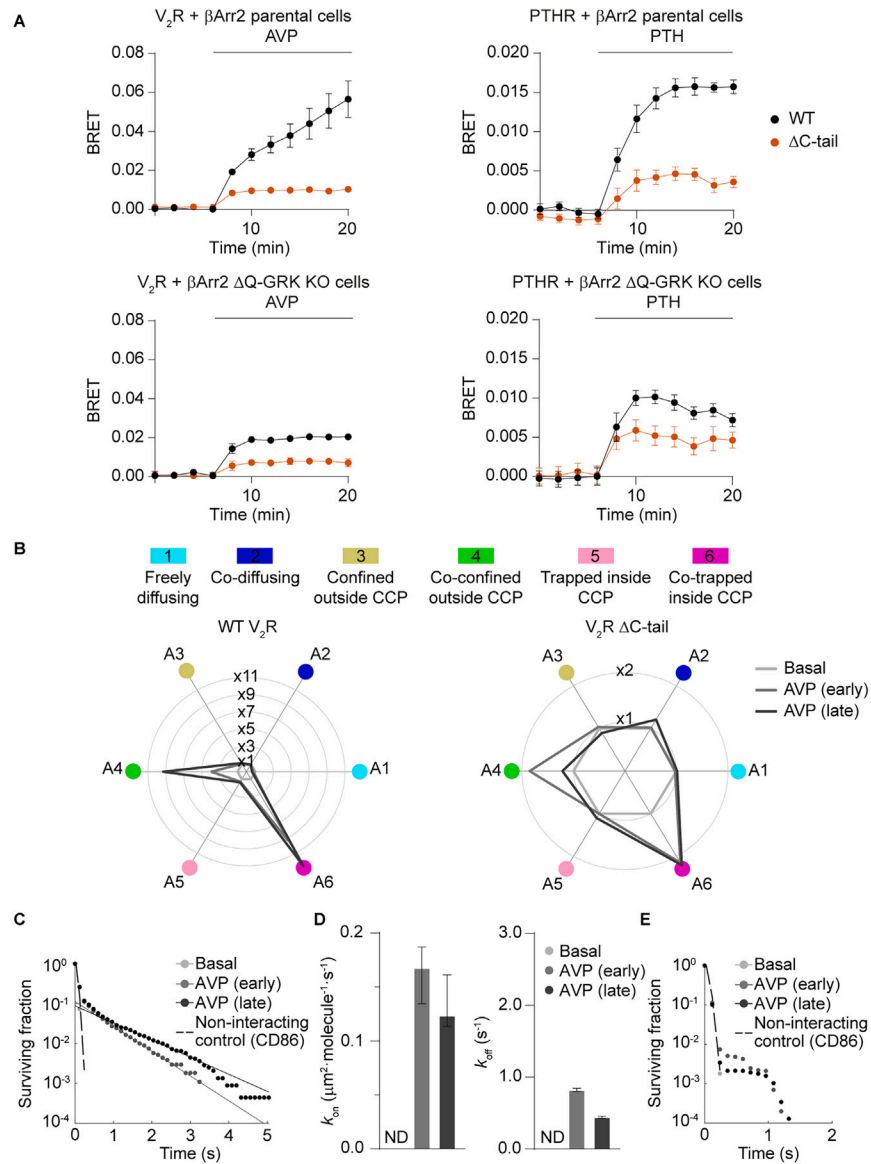 A
V2R + βArr2 parental cells
AVP
BRET
0.08
0.06
0.04
0.02
0.00
10
20
Time (min)
PTHR + βArr2 parental cells
PTH
BRET
0.020
0.015
0.010
0.005
0.000
10
20
Time (min)
WT
ΔC-tail
V2R + βArr2 ΔQ-GRK KO cells
AVP
BRET
0.08
0.06
0.04
0.02
0.00
10
20
Time (min)
PTHR + βArr2 ΔQ-GRK KO cells
PTH
BRET
0.020
0.015
0.010
0.005
0.000
10
20
Time (min)
B
1
Freely
diffusing
2
Co-diffusing
3
Confined
outside CCP
4
Co-confined
outside CCP
5
Trapped inside
CCP
6
Co-trapped
inside CCP
WT V2R
A3
A2
x11
x9
x7
x5
x3
x1
A4
A1
A5
A6
V2R ΔC-tail
A3
A2
x2
x1
A4
A1
A5
A6
Basal
AVP (early)
AVP (late)
C
Surviving fraction
10^0
10^-1
10^-2
10^-3
10^-4
0
1
2
3
4
5
Time (s)
Basal
AVP (early)
AVP (late)
Non-interacting
control (CD86)
D
kon (μm²·molecule⁻¹·s⁻¹)
0.2
0.1
0.0
ND
koff (s⁻¹)
3.0
2.0
1.0
0.0
ND
Basal
AVP (early)
AVP (late)
E
Surviving fraction
10^0
10^-1
10^-2
10^-3
10^-4
0
1
2
Time (s)
Basal
AVP (early)
AVP (late)
Non-interacting
control (CD86)